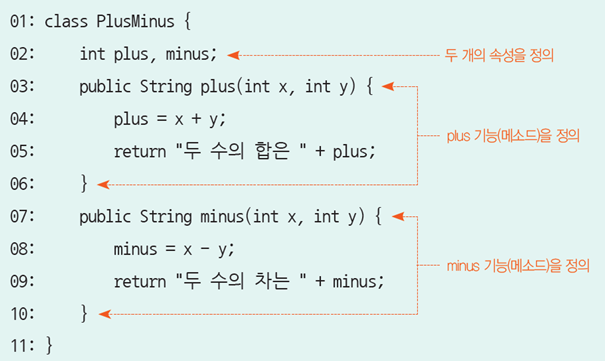 01: class PlusMinus {
02:     int plus, minus; 두 개의 속성을 정의
03:     public String plus(int x, int y) {
04:         plus = x + y;
plus 기능(메소드)을 정의
05:         return "두 수의 합은 " + plus;
06:     }
07:     public String minus(int x, int y) {
08:         minus = x - y;
minus 기능(메소드)을 정의
09:         return "두 수의 차는 " + minus;
10:     }
11: }